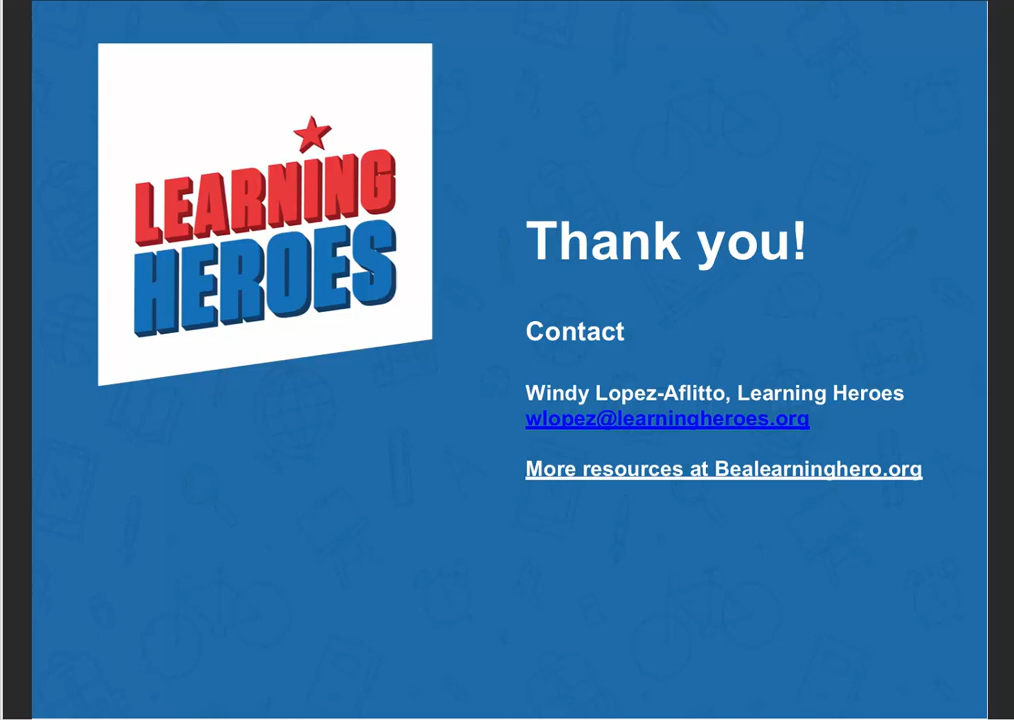 LEARNING
HEROES
Thank you!
Contact
Windy Lopez-Aflitto, Learning Heroes
wlopez@learningheroes.org
More resources at Bealearninghero.org